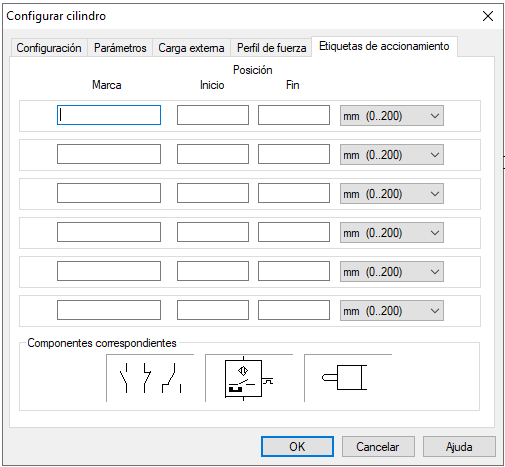 Configurar cilindro
Configuración Parámetros Carga externa Perfil de fuerza Etiquetas de accionamiento
Posición
Marca Inicio Fin
mm (0..200)
mm (0..200)
mm (0..200)
mm (0..200)
mm (0..200)
mm (0..200)
Componentes correspondientes
OK Cancelar Ajuda